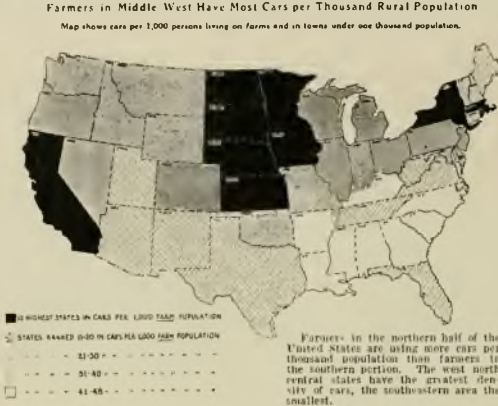 Farmers in Middle West Have Most Cars per Thousand Rural Population
Map shows cars per 1,000 persons living on farms and in towns under one thousand population.
10 HIGHEST STATES IN CARS PER 1,000 FARM POPULATION
STATES RANKED 11-20 IN CARS PER 1,000 FARM POPULATION
21-30
31-40
41-48
Farmers in the northern half of the
United States are using more cars per
thousand population than farmers in
the southern portion. The west north
central states have the greatest den-
sity of cars, the southeastern area the
smallest.